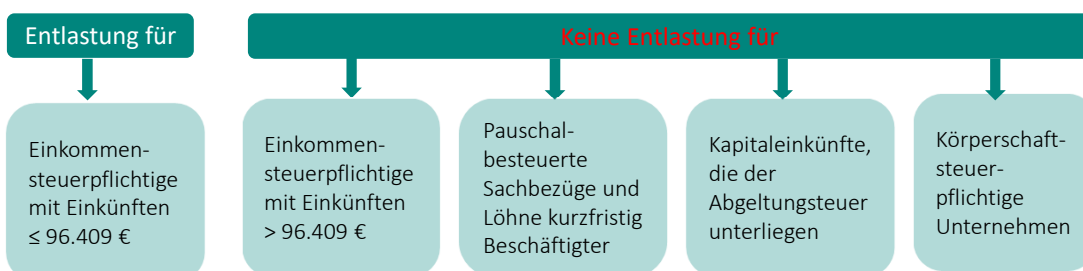 Entlastung für
Keine Entlastung für
Einkommen-
steuerpflichtige
mit Einkünften
≤ 96.409 €
Einkommen-
steuerpflichtige
mit Einkünften
> 96.409 €
Pauschal-
besteuerte
Sachbezüge und
Löhne kurzfristig
Beschäftigter
Kapitaleinkünfte,
die der
Abgeltungsteuer
unterliegen
Körperschaft-
steuer-
pflichtige
Unternehmen